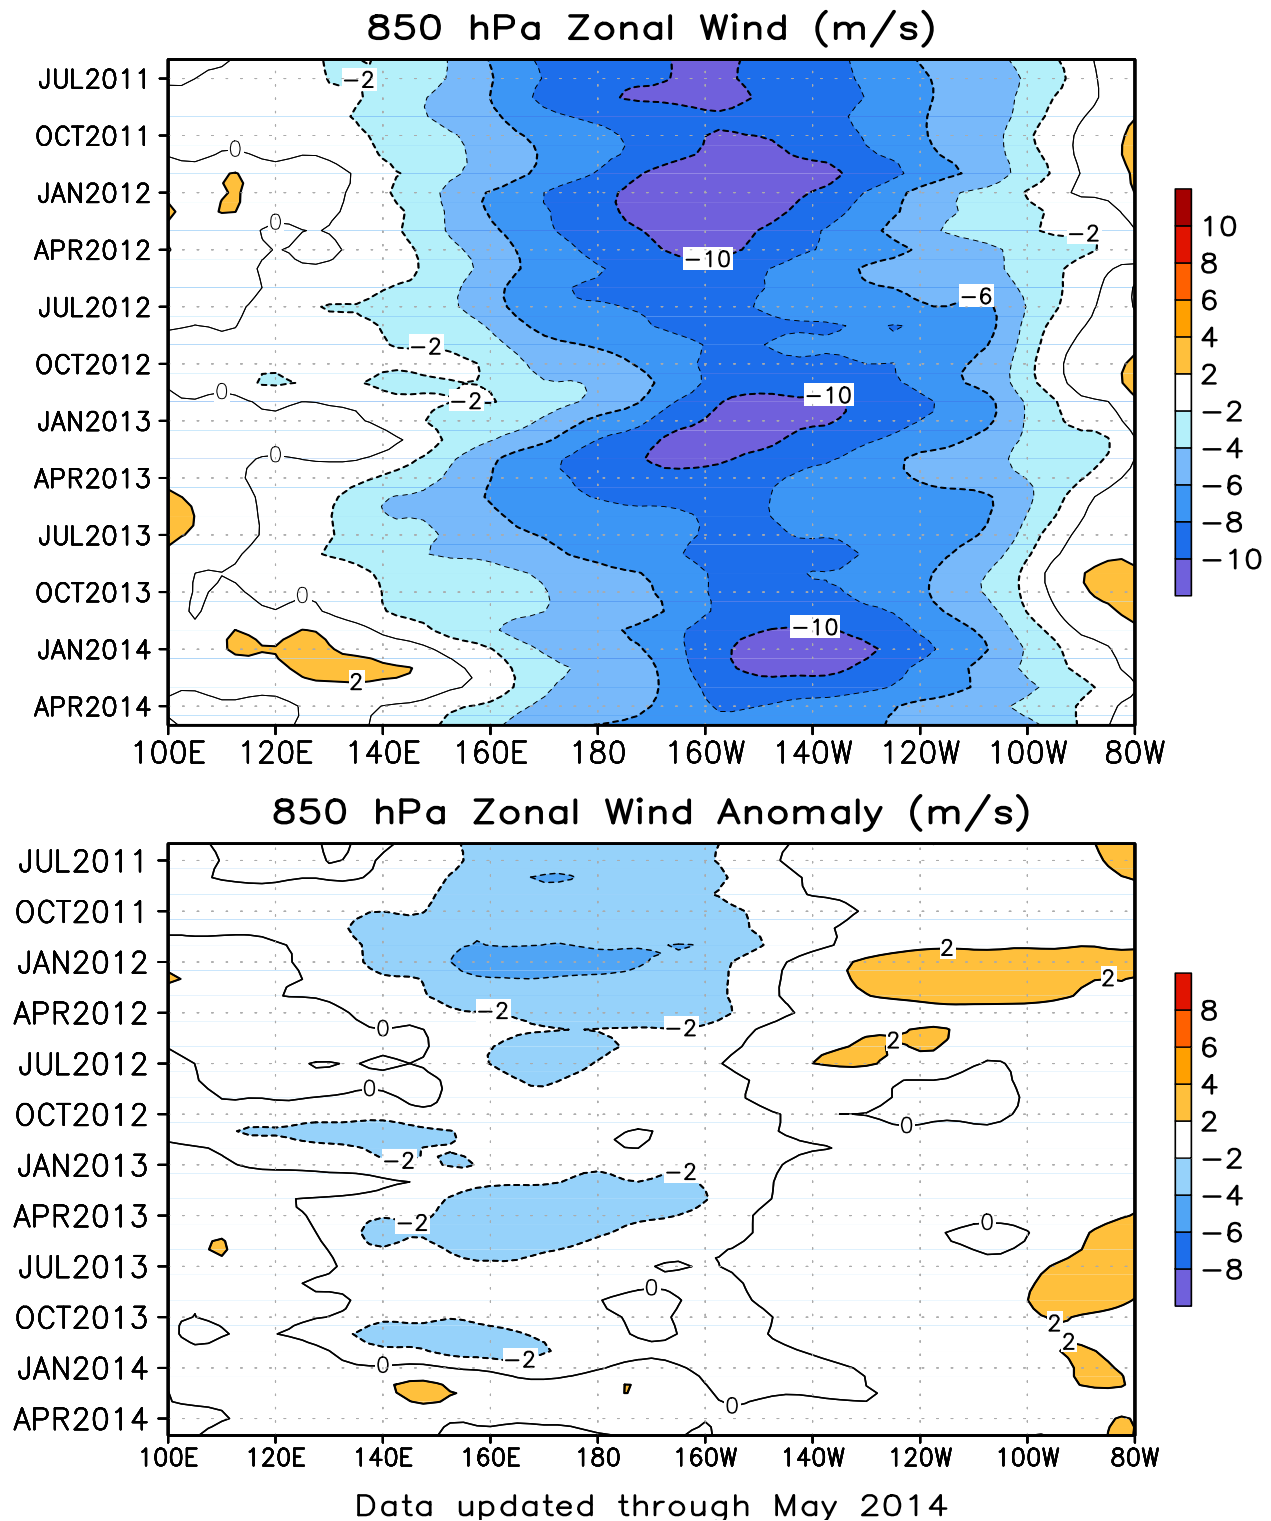 850 hPa Zonal Wind (m/s)
JUL2011
OCT2011
JAN2012
APR2012
JUL2012
OCT2012
JAN2013
APR2013
JUL2013
OCT2013
JAN2014
APR2014
-2
0
0
-2
-10
-6
-2
0
-2
-10
0
0
-10
2
100E 120E 140E 160E 180 160W 140W 120W 100W 80W
10
8
6
4
2
-2
-4
-6
-8
-10
850 hPa Zonal Wind Anomaly (m/s)
JUL2011
OCT2011
JAN2012
APR2012
JUL2012
OCT2012
JAN2013
APR2013
JUL2013
OCT2013
JAN2014
APR2014
2
2
-2
0
-2
2
0
0
-2
-2
-2
0
0
2
2
-2
0
0
100E 120E 140E 160E 180 160W 140W 120W 100W 80W
8
6
4
2
-2
-4
-6
-8
Data updated through May 2014